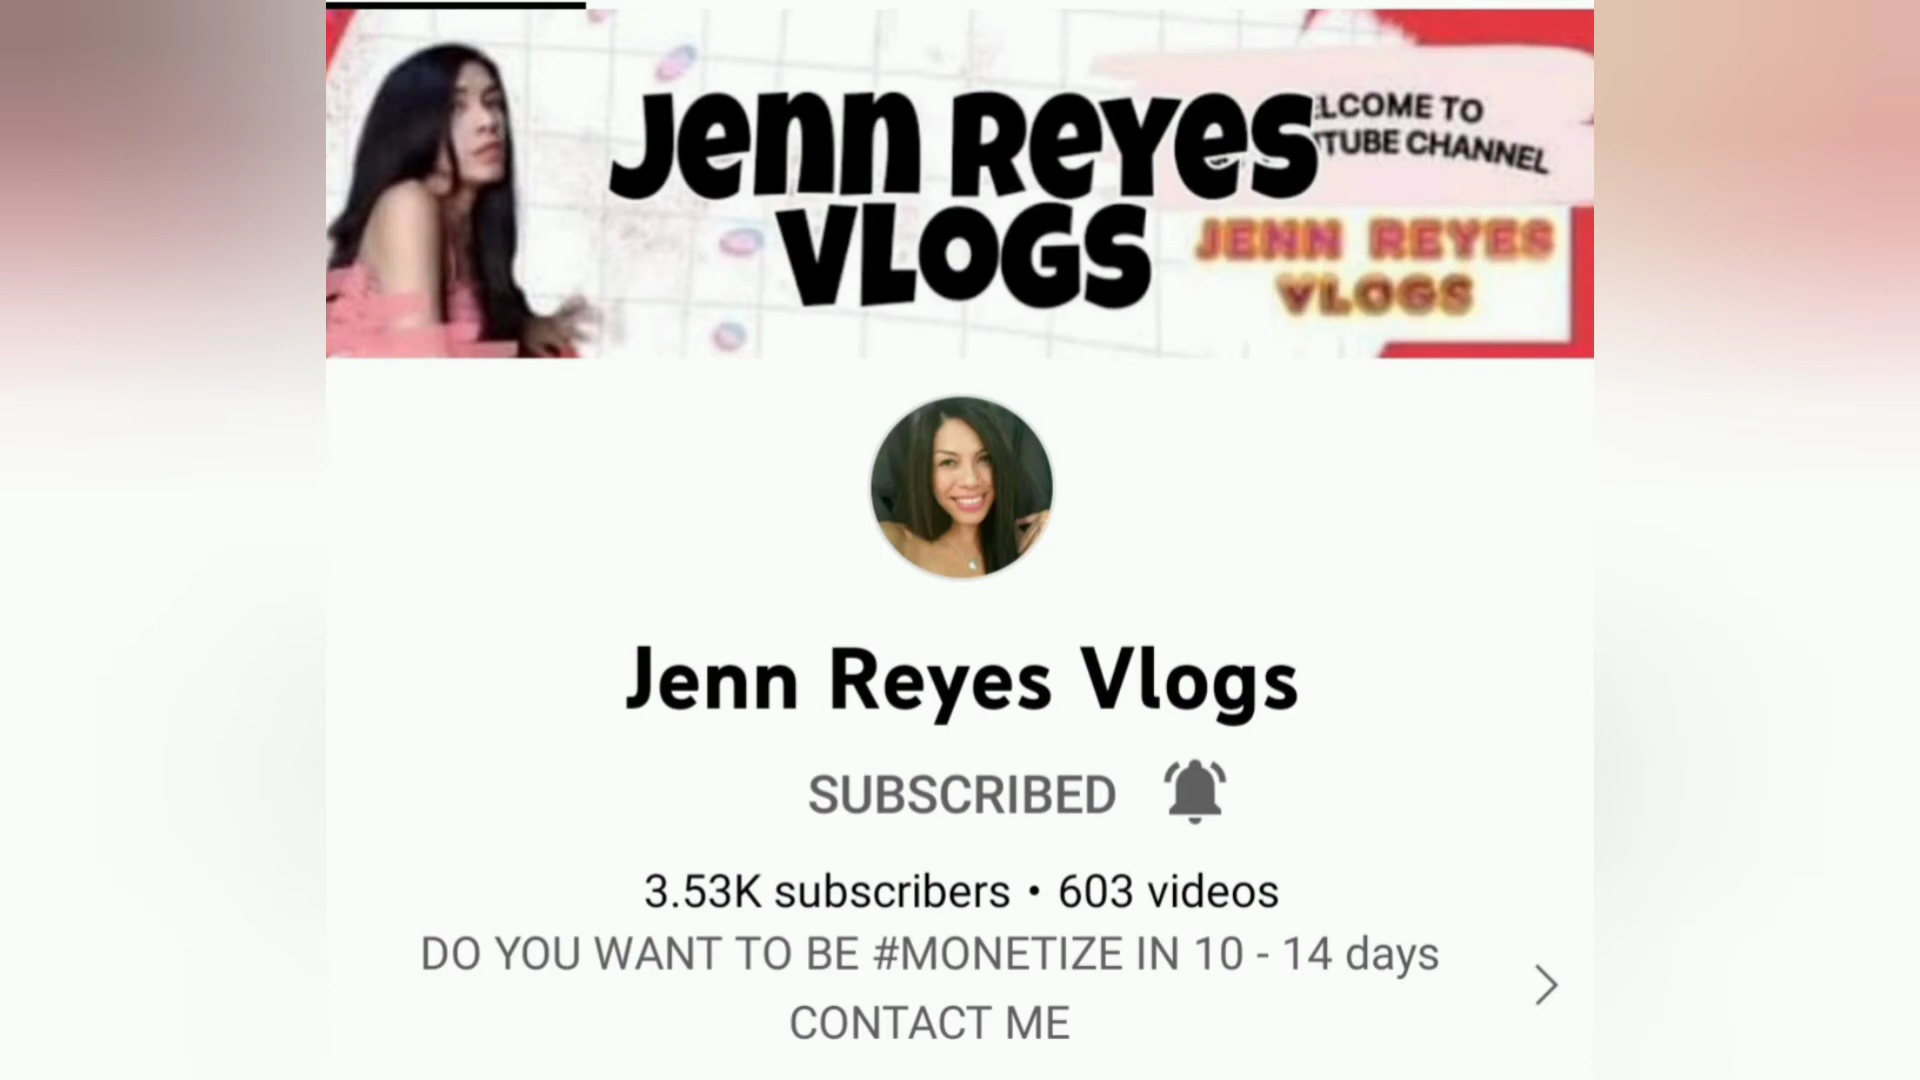 Jenn Reyes
VLOGS
LCOME TO
TUBE CHANNEL
JENN REYES
VLOGS
Jenn Reyes Vlogs
SUBSCRIBED
3.53K subscribers • 603 videos
DO YOU WANT TO BE #MONETIZE IN 10 - 14 days
CONTACT ME